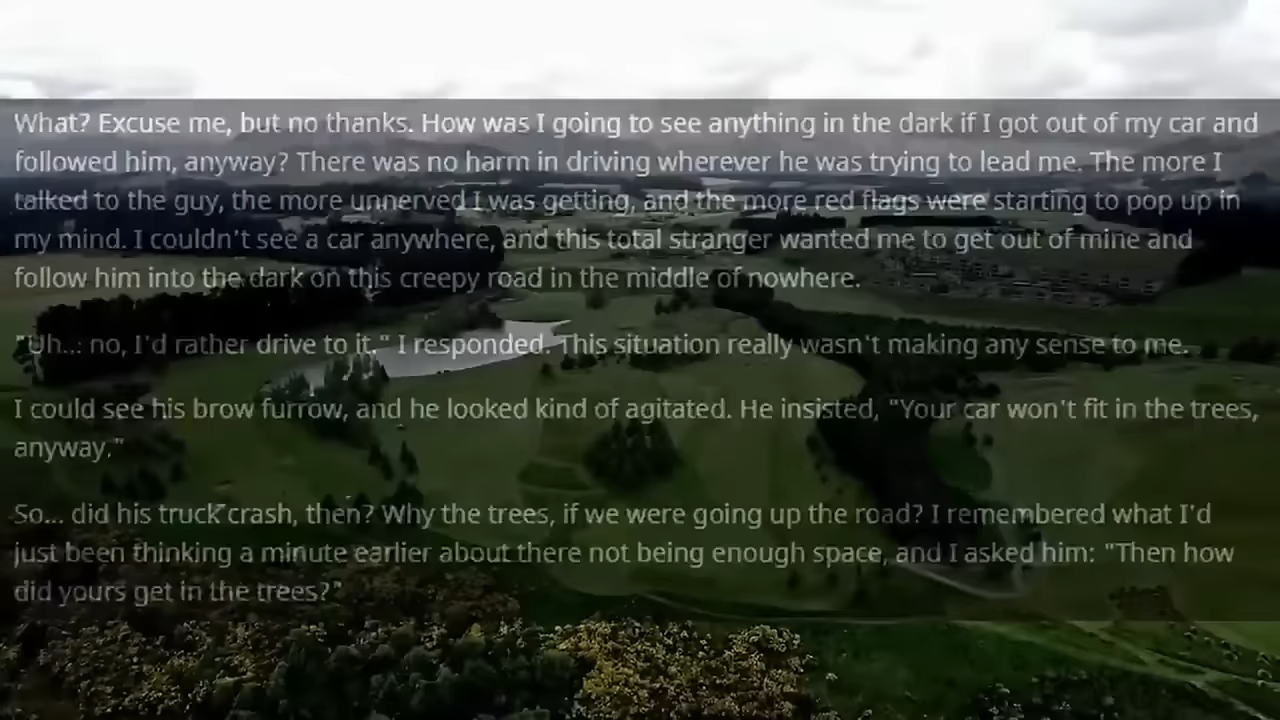 What? Excuse me, but no thanks. How was I going to see anything in the dark if I got out of my car and
followed him, anyway? There was no harm in driving wherever he was trying to lead me. The more I
talked to the guy, the more unnerved I was getting, and the more red flags were starting to pop up in
my mind. I couldn't see a car anywhere, and this total stranger wanted me to get out of mine and
follow him into the dark on this creepy road in the middle of nowhere.
"Uh... no, I'd rather drive to it." I responded. This situation really wasn't making any sense to me.
I could see his brow furrow, and he looked kind of agitated. He insisted, "Your car won't fit in the trees,
anyway."
So... did his truck crash, then? Why the trees, if we were going up the road? I remembered what I'd
just been thinking a minute earlier about there not being enough space, and I asked him: "Then how
did yours get in the trees?"